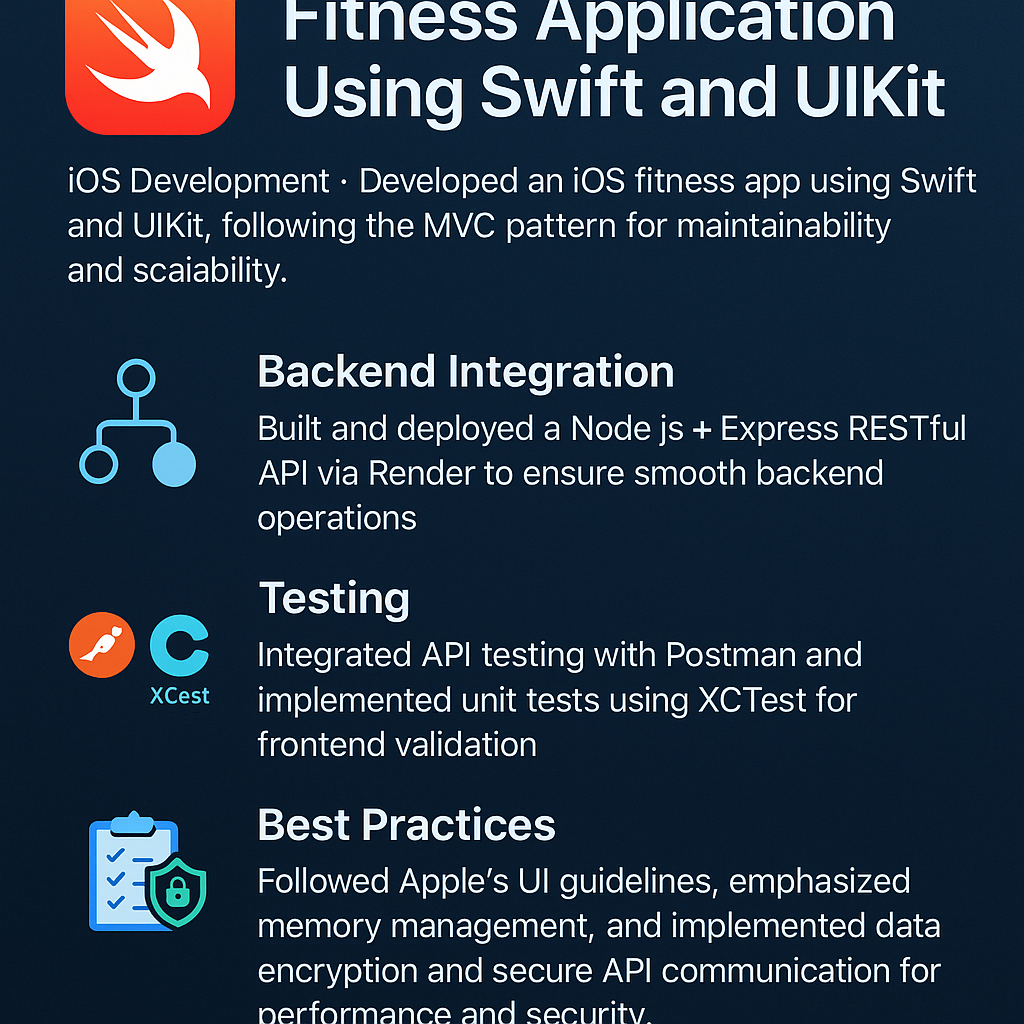 Fitness Application
Using Swift and UIKit
iOS Development · Developed an iOS fitness app using Swift
and UIKit, following the MVC pattern for maintainability
and scaiability.
Backend Integration
Built and deployed a Node js + Express RESTful
API via Render to ensure smooth backend
operations
Testing
XCest
Integrated API testing with Postman and
implemented unit tests using XCTest for
frontend validation
Best Practices
Followed Apple’s UI guidelines, emphasized
memory management, and implemented data
encryption and secure API communication for
performance and security.